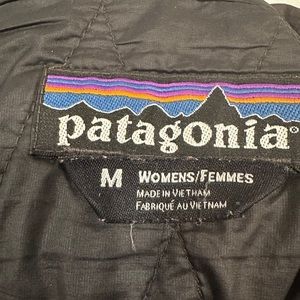 patagonia®
M WOMENS/FEMMES
MADE IN VIETNAM
FABRIQUÉ AU VIETNAM